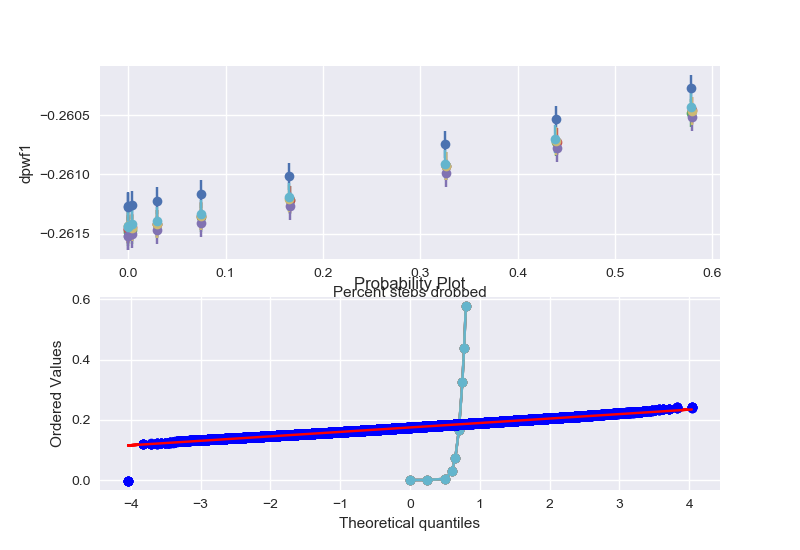 −0.2605
−0.2610
−0.2615
dpwf1
0.0 0.1 0.2 0.3 0.4 0.5 0.6
Probability Plot
Percent steps dropped
0.6
0.4
0.2
0.0
Ordered Values
−4 −3 −2 −1 0 1 2 3 4
Theoretical quantiles